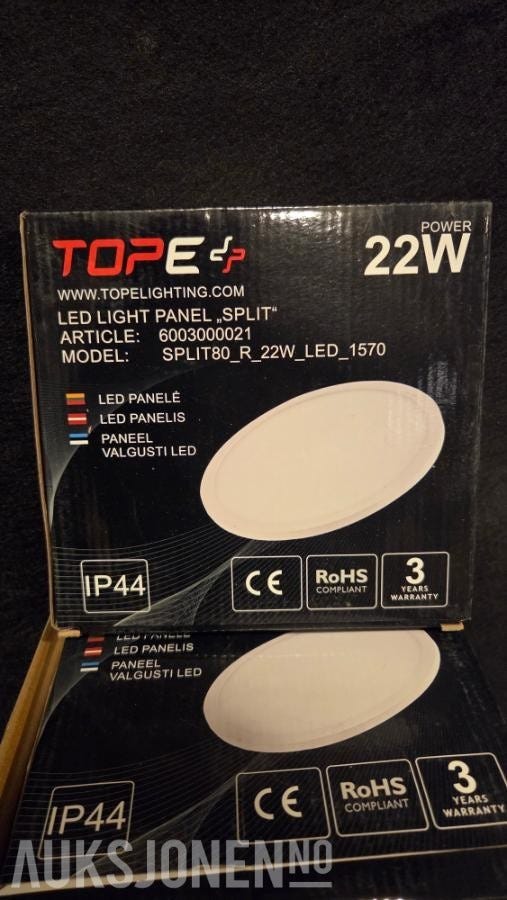 TOPE
POWER
22W
WWW.TOPELIGHTING.COM
LED LIGHT PANEL „SPLIT“
ARTICLE: 6003000021
MODEL: SPLIT80_R_22W_LED_1570
LED PANELĖ
LED PANELIS
PANEEL
VALGUSTI LED
IP44
CE
RoHS
COMPLIANT
3
YEARS
WARRANTY
LED PANELĖ
LED PANELIS
PANEEL
VALGUSTI LED
IP44
CE
RoHS
COMPLIANT
3
YEARS
WARRANTY
AUKSJONEN.NO